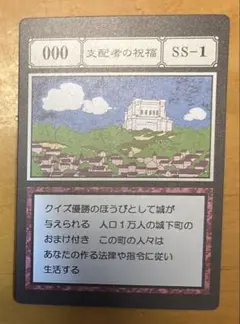 000 支配者の祝福 SS-1
クイズ優勝のほうびとして城が
与えられる 人口1万人の城下町の
おまけ付き この町の人々は
あなたの作る法律や指令に従い
生活する